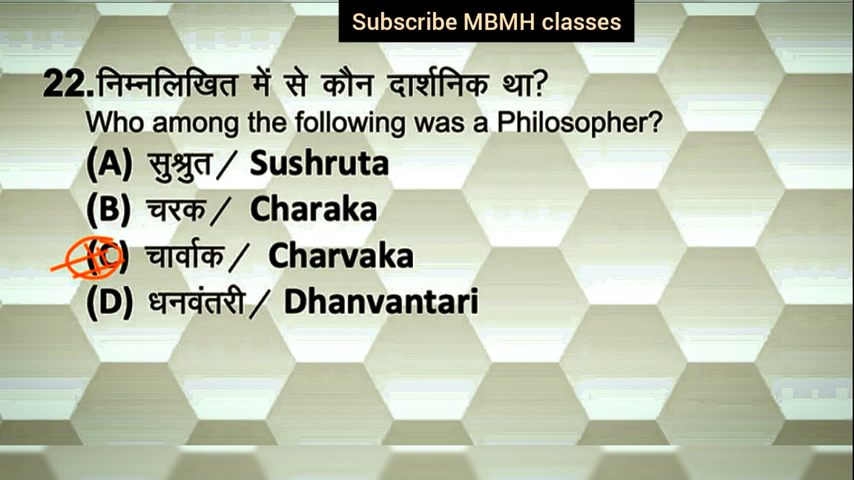 Subscribe MBMH classes
22.निम्नलिखित में से कौन दार्शनिक था?
Who among the following was a Philosopher?
(A) सुश्रुत / Sushruta
(B) चरक / Charaka
(C) चार्वाक / Charvaka
(D) धनवंतरी / Dhanvantari